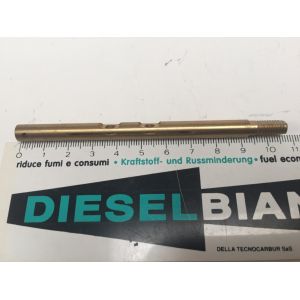 0 1 2 3 4 5 6 7 8 9 10 11
riduce fumi e consumi • Kraftstoff- und Russminderung • fuel econ
DIESELBIAN
DELLA TECNOCARBUR SaS